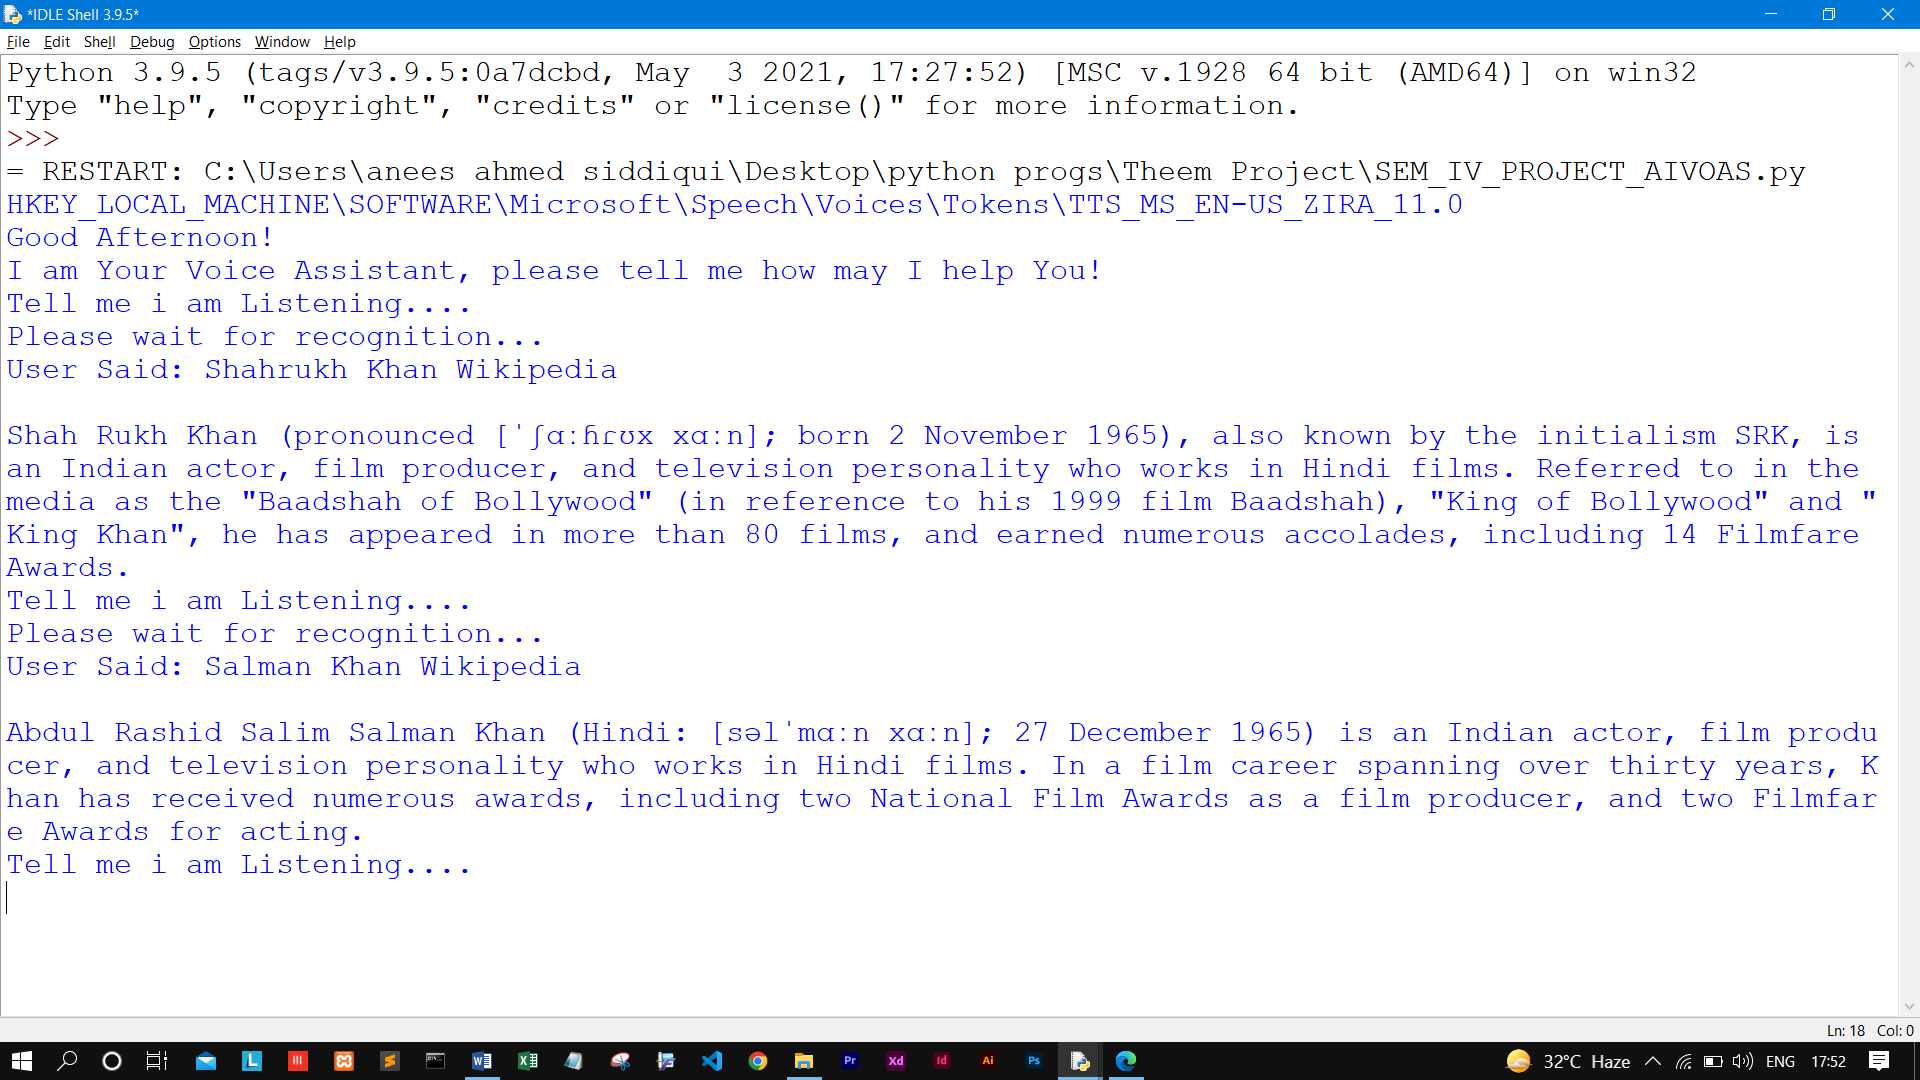 *IDLE Shell 3.9.5*
File Edit Shell Debug Options Window Help
Python 3.9.5 (tags/v3.9.5:0a7dcbd, May  3 2021, 17:27:52) [MSC v.1928 64 bit (AMD64)] on win32
Type "help", "copyright", "credits" or "license()" for more information.
>>>
= RESTART: C:\Users\anees ahmed siddiqui\Desktop\python progs\Theem Project\SEM_IV_PROJECT_AIVOAS.py
HKEY_LOCAL_MACHINE\SOFTWARE\Microsoft\Speech\Voices\Tokens\TTS_MS_EN-US_ZIRA_11.0
Good Afternoon!
I am Your Voice Assistant, please tell me how may I help You!
Tell me i am Listening....
Please wait for recognition...
User Said: Shahrukh Khan Wikipedia
Shah Rukh Khan (pronounced [ˈʃɑːɦɾʊx xɑːn]; born 2 November 1965), also known by the initialism SRK, is
an Indian actor, film producer, and television personality who works in Hindi films. Referred to in the
media as the "Baadshah of Bollywood" (in reference to his 1999 film Baadshah), "King of Bollywood" and "
King Khan", he has appeared in more than 80 films, and earned numerous accolades, including 14 Filmfare
Awards.
Tell me i am Listening....
Please wait for recognition...
User Said: Salman Khan Wikipedia
Abdul Rashid Salim Salman Khan (Hindi: [səlˈmɑːn xɑːn]; 27 December 1965) is an Indian actor, film produ
cer, and television personality who works in Hindi films. In a film career spanning over thirty years, K
han has received numerous awards, including two National Film Awards as a film producer, and two Filmfar
e Awards for acting.
Tell me i am Listening....
Ln: 18 Col: 0
L Pr Xd Id Ai Ps 32°C Haze ENG 17:52